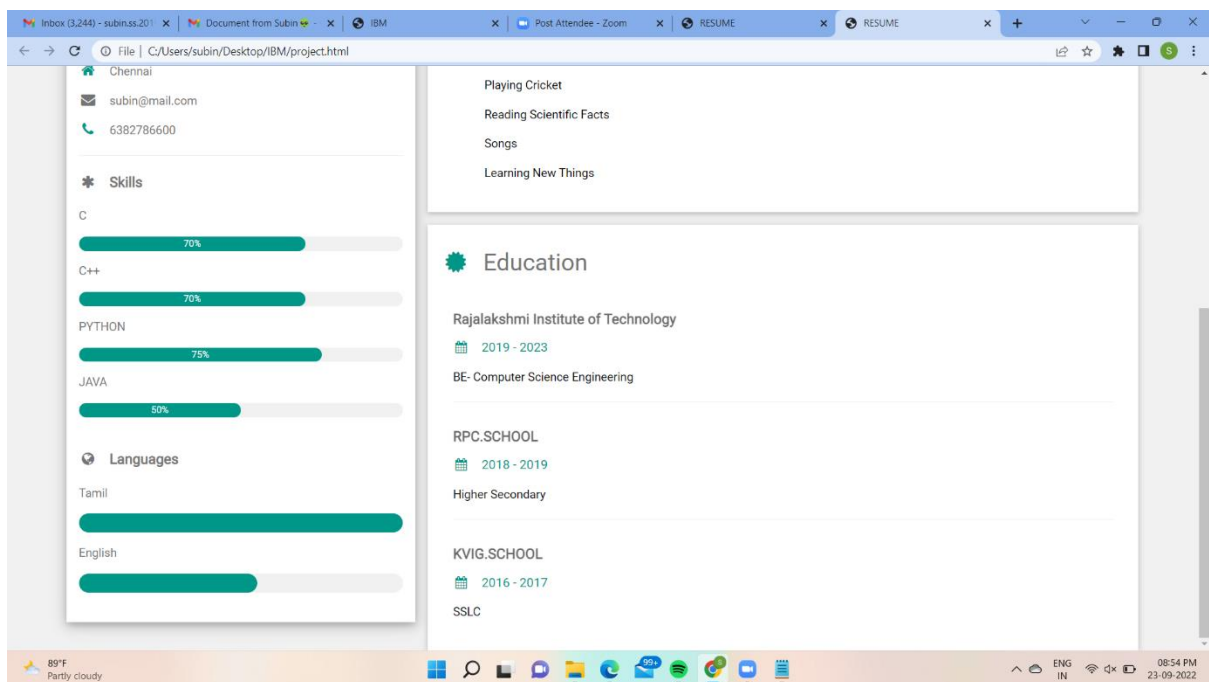 Inbox (3,244) - subin.ss.201
Document from Subin
IBM
Post Attendee - Zoom
RESUME
RESUME
File | C:/Users/subin/Desktop/IBM/project.html
S
Chennai
subin@mail.com
6382786600
Skills
C
70%
C++
70%
PYTHON
75%
JAVA
50%
Languages
Tamil
English
Playing Cricket
Reading Scientific Facts
Songs
Learning New Things
Education
Rajalakshmi Institute of Technology
2019 - 2023
BE- Computer Science Engineering
RPC.SCHOOL
2018 - 2019
Higher Secondary
KVIG.SCHOOL
2016 - 2017
SSLC
89°F
Partly cloudy
99+
ENG
IN
08:54 PM
23-09-2022